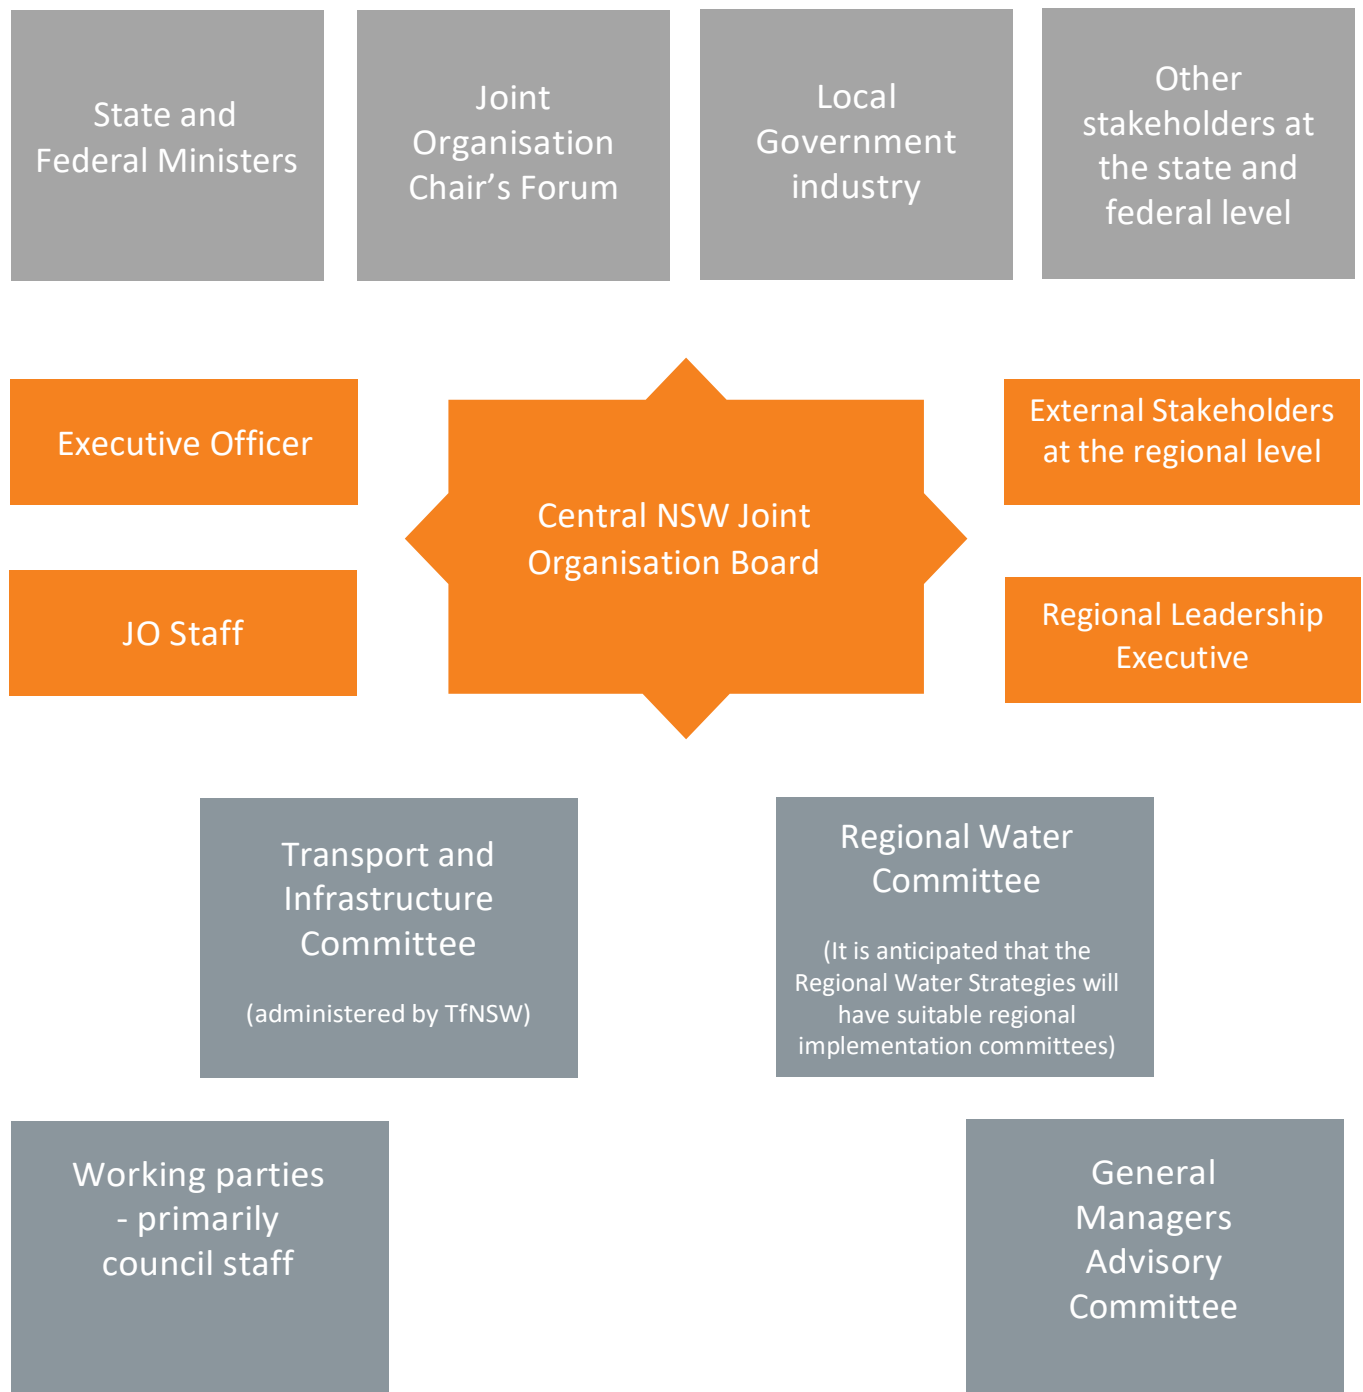 State and
Federal Ministers
Joint
Organisation
Chair’s Forum
Local
Government
industry
Other
stakeholders at
the state and
federal level
Executive Officer
JO Staff
Central NSW Joint
Organisation Board
External Stakeholders
at the regional level
Regional Leadership
Executive
Transport and
Infrastructure
Committee
(administered by TfNSW)
Regional Water
Committee
(It is anticipated that the
Regional Water Strategies will
have suitable regional
implementation committees)
Working parties
- primarily
council staff
General
Managers
Advisory
Committee